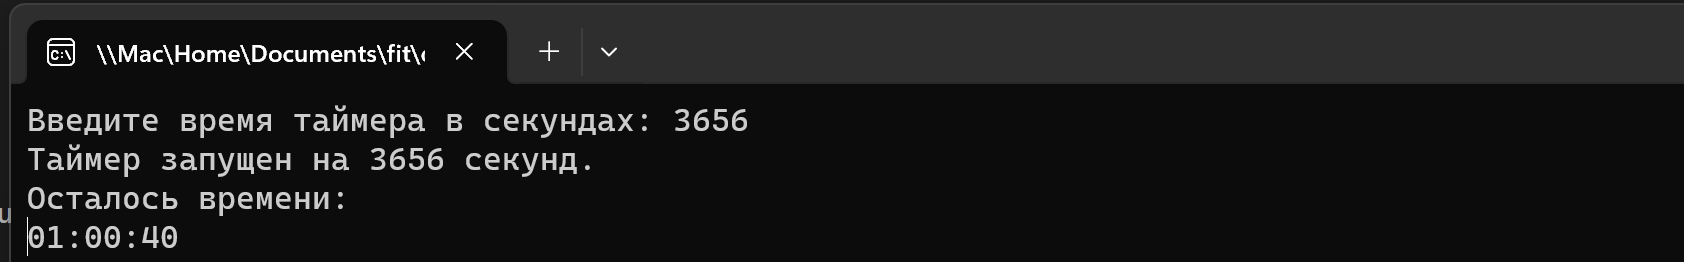 \\Mac\Home\Documents\fit\
Введите время таймера в секундах: 3656
Таймер запущен на 3656 секунд.
Осталось времени:
01:00:40